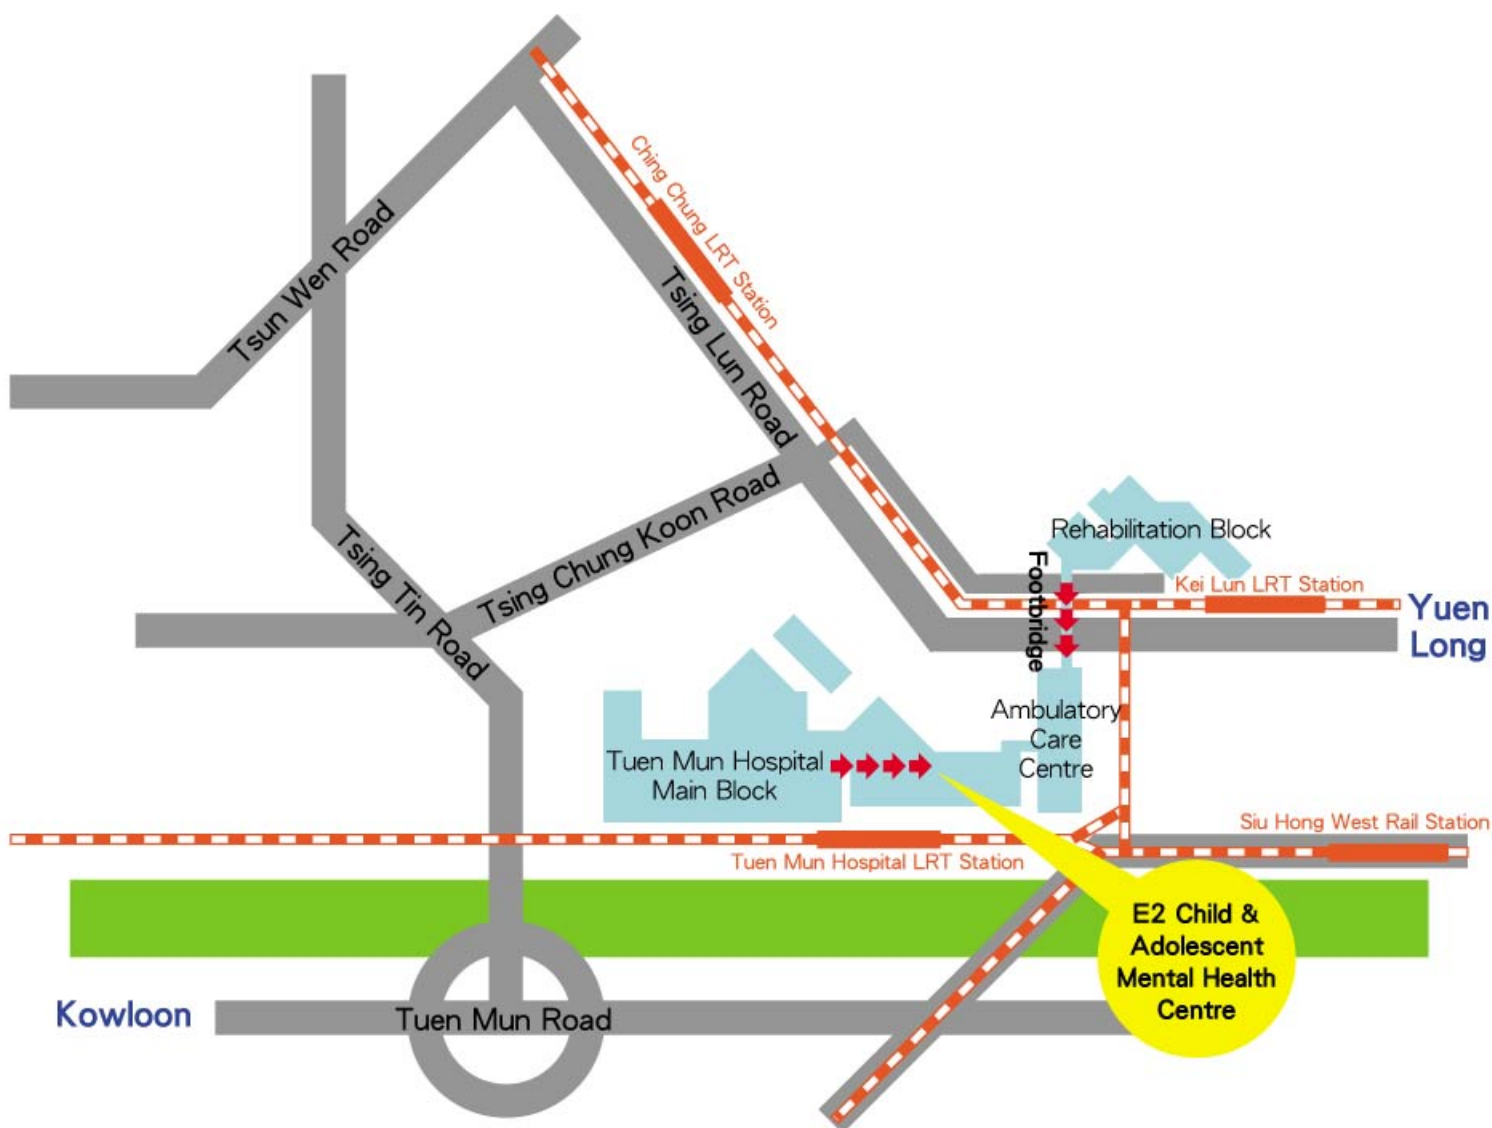 Ching Chung LRT Station
Tsun Wen Road
Tsing Lun Road
Tsing Chung Koon Road
Tsing Tin Road
Rehabilitation Block
Footbridge
Kei Lun LRT Station
Yuen
Long
Ambulatory
Care
Centre
Tuen Mun Hospital
Main Block
Siu Hong West Rail Station
Tuen Mun Hospital LRT Station
E2 Child &
Adolescent
Mental Health
Centre
Kowloon
Tuen Mun Road